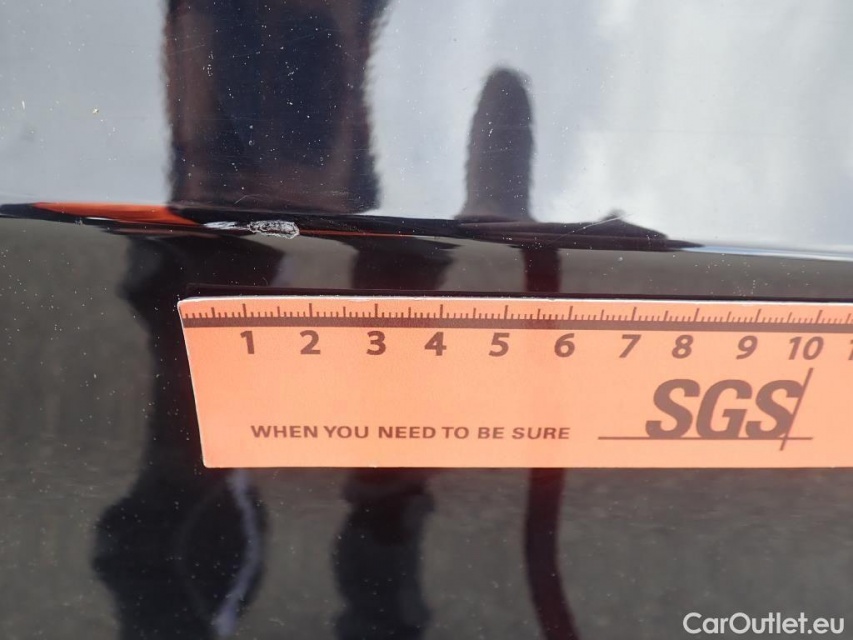 1 2 3 4 5 6 7 8 9 10 1
WHEN YOU NEED TO BE SURE
SGS
CarOutlet.eu